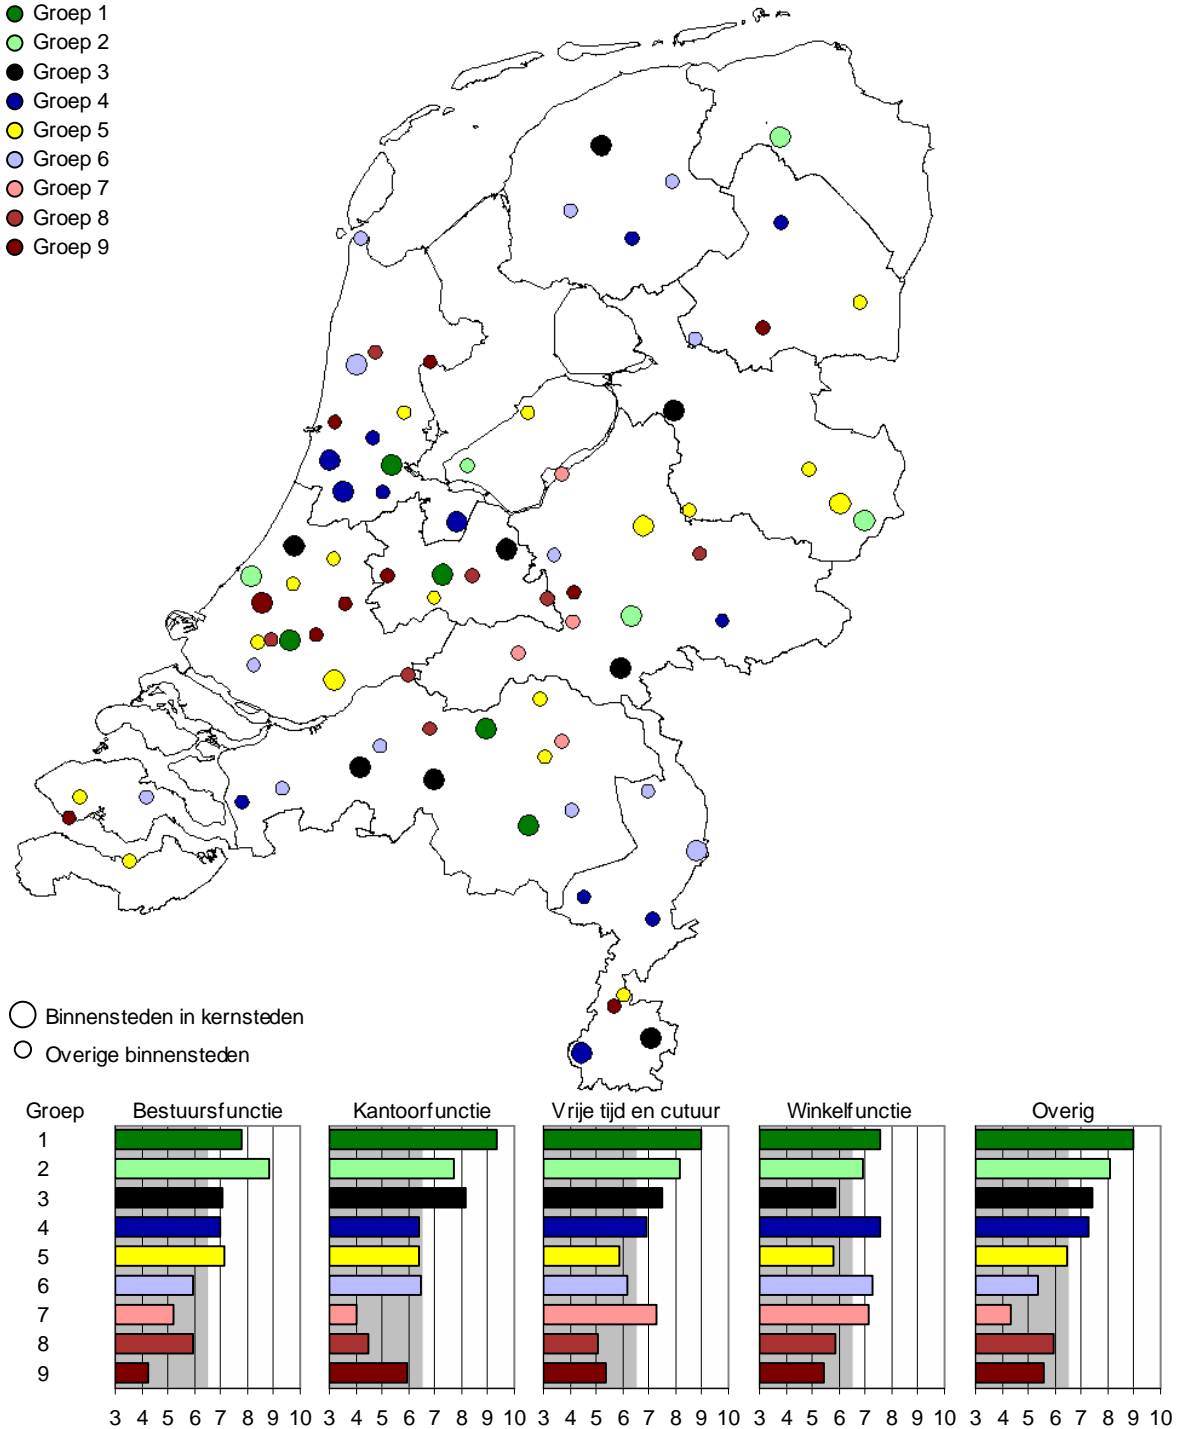 Groep 1
Groep 2
Groep 3
Groep 4
Groep 5
Groep 6
Groep 7
Groep 8
Groep 9
Binnensteden in kernsteden
Overige binnensteden
Groep Bestuursfunctie Kantoorfunctie Vrije tijd en cutuur Winkelfunctie Overig
1
2
3
4
5
6
7
8
9
3 4 5 6 7 8 9 10 3 4 5 6 7 8 9 10 3 4 5 6 7 8 9 10 3 4 5 6 7 8 9 10 3 4 5 6 7 8 9 10